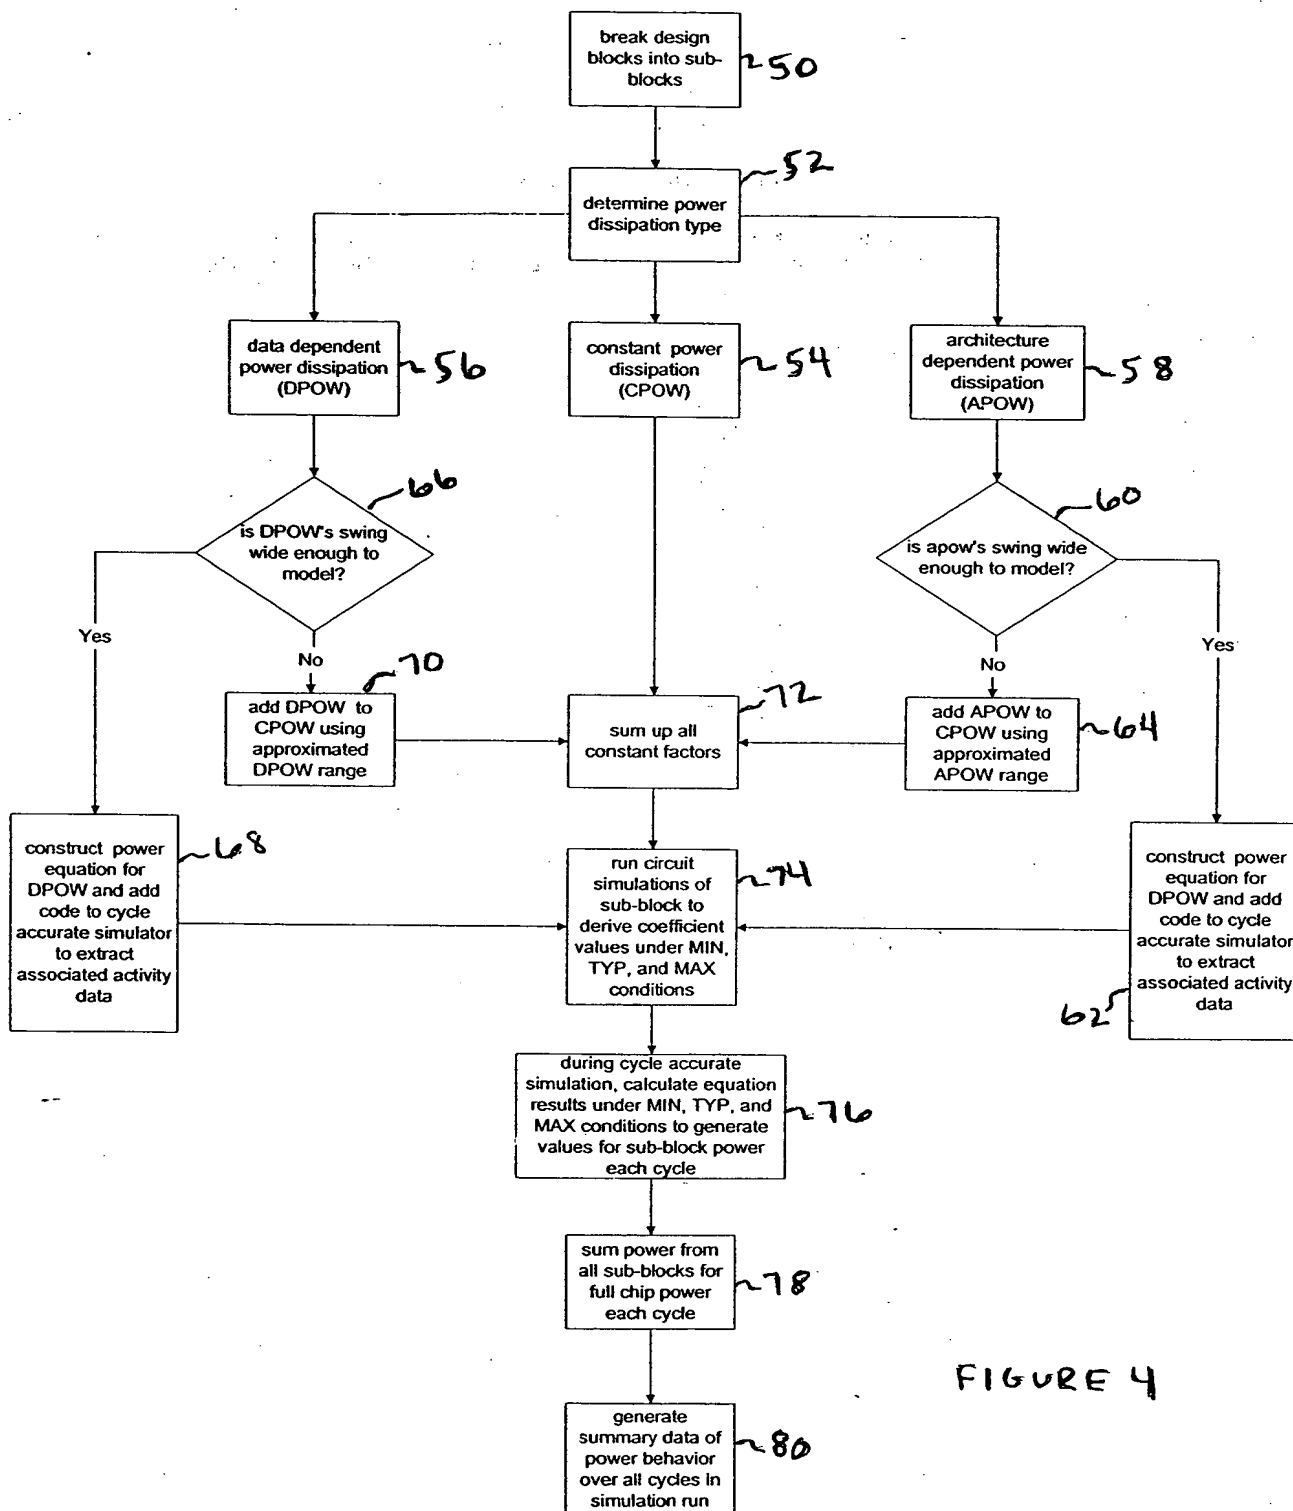 break design
blocks into sub-
blocks
50
determine power
dissipation type
52
data dependent
power dissipation
(DPOW)
56
constant power
dissipation
(CPOW)
54
architecture
dependent power
dissipation
(APOW)
58
is DPOW's swing
wide enough to
model?
66
is apow's swing wide
enough to model?
60
Yes
No
No
Yes
add DPOW to
CPOW using
approximated
DPOW range
70
sum up all
constant factors
72
add APOW to
CPOW using
approximated
APOW range
64
construct power
equation for
DPOW and add
code to cycle
accurate simulator
to extract
associated activity
data
68
run circuit
simulations of
sub-block to
derive coefficient
values under MIN,
TYP, and MAX
conditions
74
construct power
equation for
DPOW and add
code to cycle
accurate simulator
to extract
associated activity
data
62
during cycle accurate
simulation, calculate equation
results under MIN, TYP, and
MAX conditions to generate
values for sub-block power
each cycle
76
sum power from
all sub-blocks for
full chip power
each cycle
78
generate
summary data of
power behavior
over all cycles in
simulation run
80
FIGURE 4